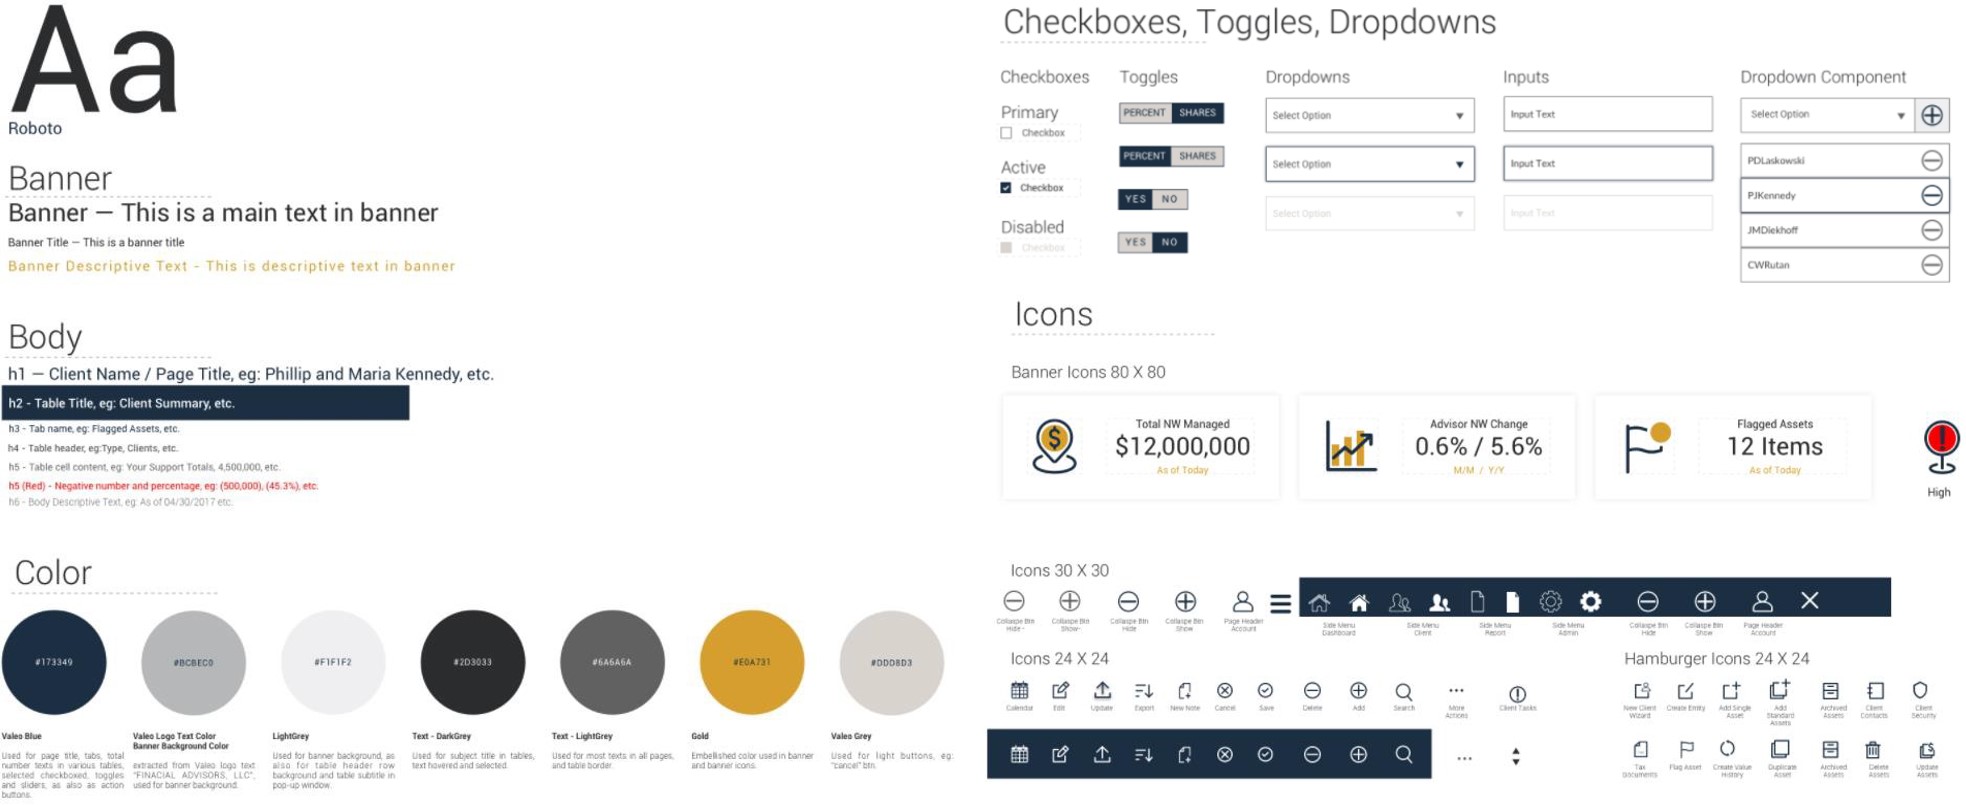 Aa
Roboto
Banner
Banner — This is a main text in banner
Banner Title — This is a banner title
Banner Descriptive Text - This is descriptive text in banner
Body
h1 — Client Name / Page Title, eg: Phillip and Maria Kennedy, etc.
h2 - Table Title, eg: Client Summary, etc.
h3 - Tab name, eg: Flagged Assets, etc.
h4 - Table header, eg:Type, Clients, etc.
h5 - Table cell content, eg: Your Support Totals, 4,500,000, etc.
h5 (Red) - Negative number and percentage, eg: (500,000), (45.3%), etc.
h6 - Body Descriptive Text, eg: As of 04/30/2017 etc.
Color
#173349
#BCBEC0
#F1F1F2
#2D3033
#6A6A6A
#E0A731
#DDD8D3
Valeo Blue
Used for page title, tabs, total
number texts in various tables,
selected checkboxed, toggles
and sliders, as also as action
buttons.
Valeo Logo Text Color
Banner Background Color
extracted from Valeo logo text
"FINACIAL ADVISORS, LLC",
used for banner background.
LightGrey
Used for banner background, as
also for table header row
background and table subtitle in
pop-up window.
Text - DarkGrey
Used for subject title in tables,
text hovered and selected.
Text - LightGrey
Used for most texts in all pages,
and table border.
Gold
Embellished color used in banner
and banner icons.
Valeo Grey
Used for light buttons, eg:
"cancel" btn.
Checkboxes, Toggles, Dropdowns
Checkboxes
Primary
Checkbox
Active
Checkbox
Disabled
Checkbox
Toggles
PERCENT SHARES
PERCENT SHARES
YES NO
YES NO
Dropdowns
Select Option
Select Option
Select Option
Inputs
Input Text
Input Text
Input Text
Dropdown Component
Select Option
PDLaskowski
PJKennedy
JMDiekhoff
CWRutan
Icons
Banner Icons 80 X 80
Total NW Managed
$12,000,000
As of Today
Advisor NW Change
0.6% / 5.6%
M/M / Y/Y
Flagged Assets
12 Items
As of Today
High
Icons 30 X 30
Collaspe Btn
Hide -
Collaspe Btn
Show-
Collaspe Btn
Hide
Collaspe Btn
Show
Page Header
Account
Side Menu
Dashboard
Side Menu
Client
Side Menu
Report
Side Menu
Admin
Collaspe Btn
Hide
Collaspe Btn
Show
Page Header
Account
Icons 24 X 24
Calendar
Edit
Update
Export
New Note
Cancel
Save
Delete
Add
Search
More
Actions
Client Tasks
Hamburger Icons 24 X 24
New Client
Wizard
Create Entity
Add Single
Asset
Add
Standard
Assets
Archived
Assets
Client
Contacts
Client
Security
Tax
Documents
Flag Asset
Create Value
History
Duplicate
Asset
Archived
Assets
Delete
Assets
Update
Assets